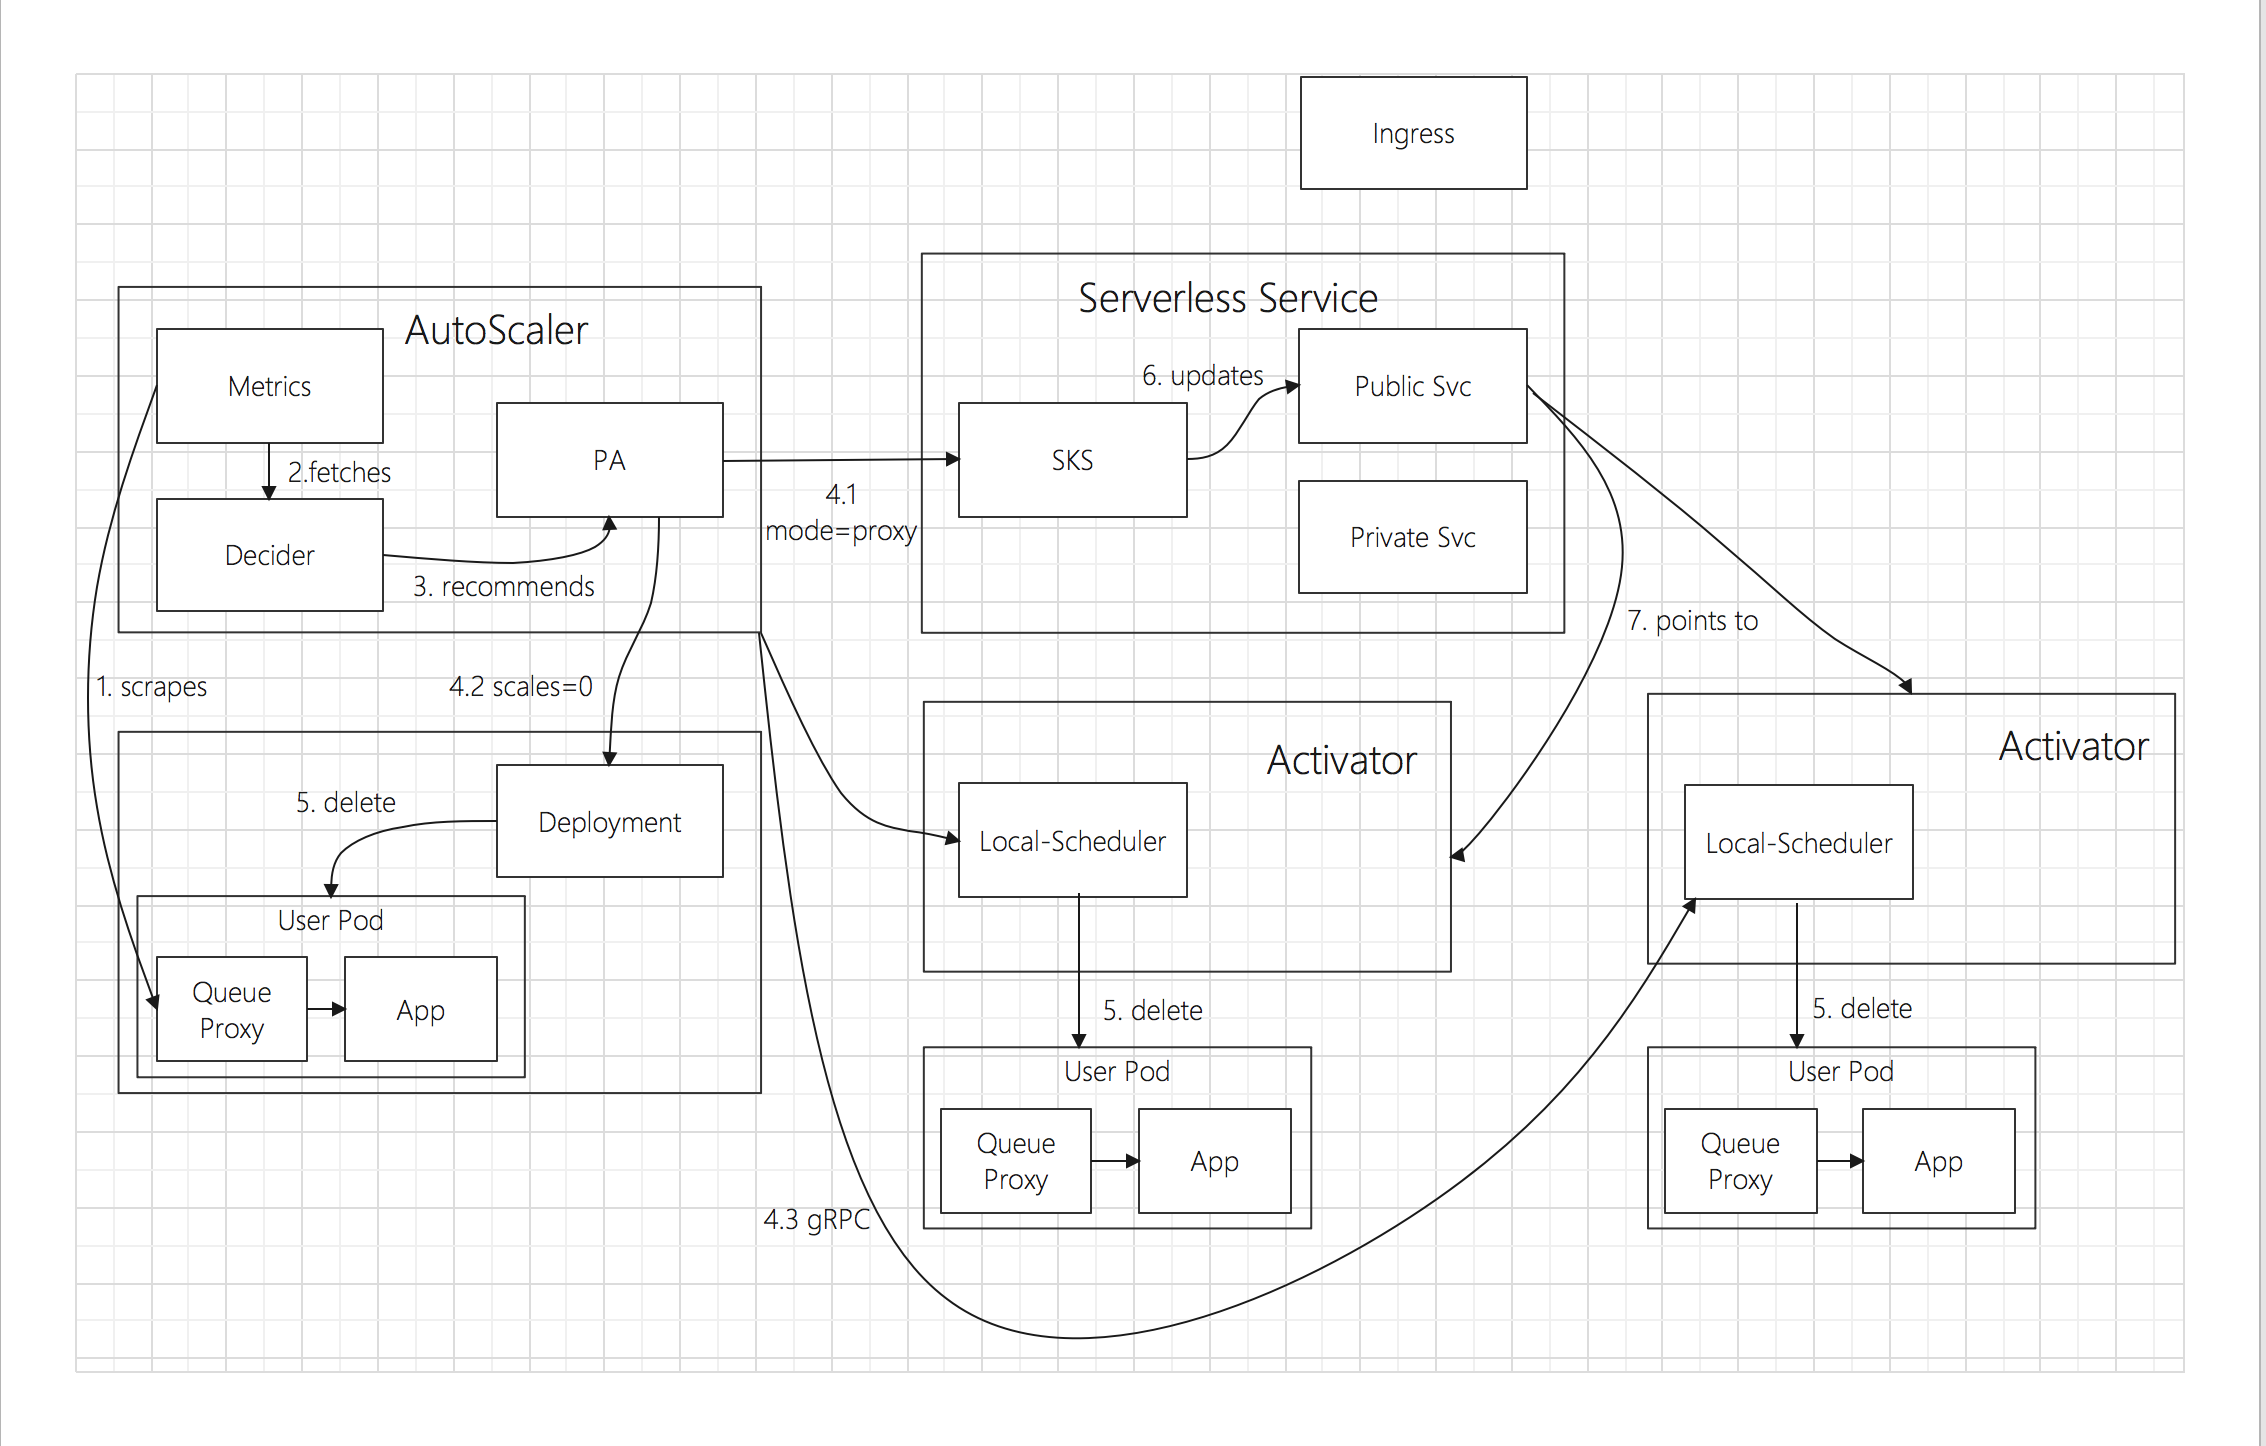 Ingress
Serverless Service
AutoScaler
Metrics
6. updates
Public Svc
PA
SKS
2.fetches
4.1
mode=proxy
Private Svc
Decider
3. recommends
7. points to
1. scrapes
4.2 scales=0
Activator
Activator
5. delete
Deployment
Local-Scheduler
Local-Scheduler
User Pod
Queue
Proxy
App
5. delete
5. delete
User Pod
Queue
Proxy
App
User Pod
Queue
Proxy
App
4.3 gRPC